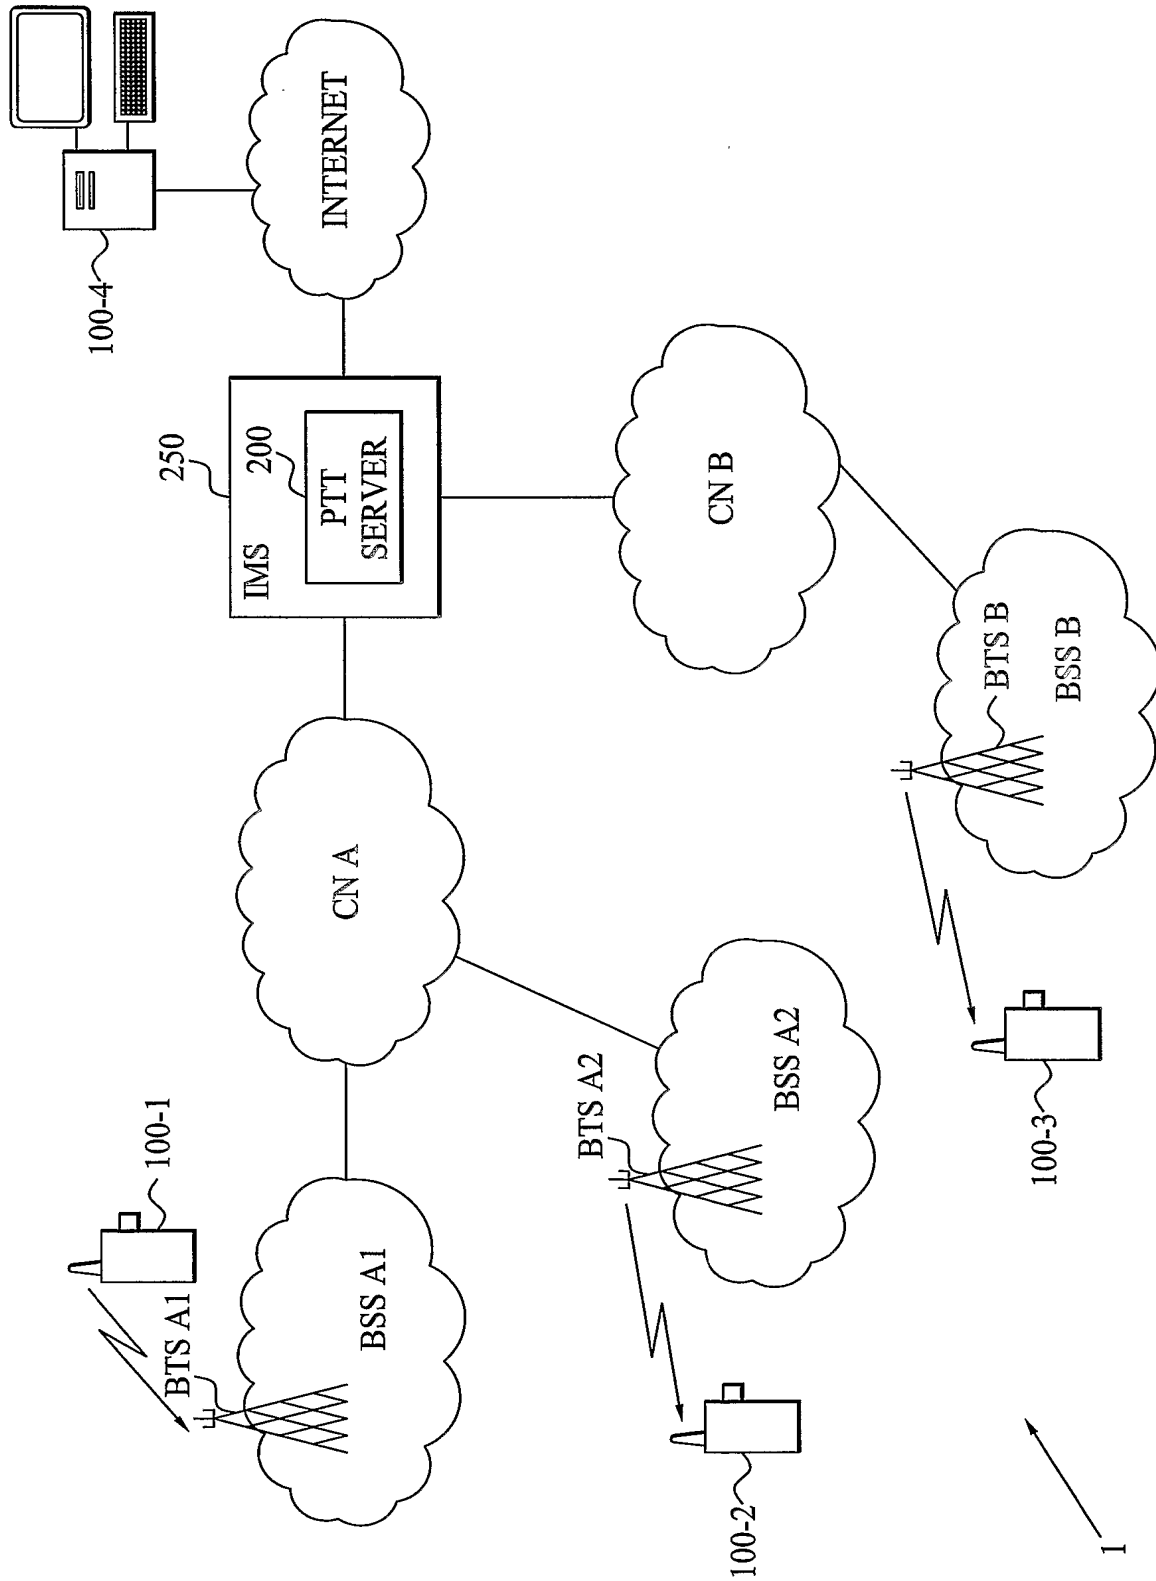 100-1
BTS A1
BSS A1
CN A
250
IMS
200
PTT
SERVER
INTERNET
100-4
100-2
BTS A2
BSS A2
CN B
100-3
BTS B
BSS B
1